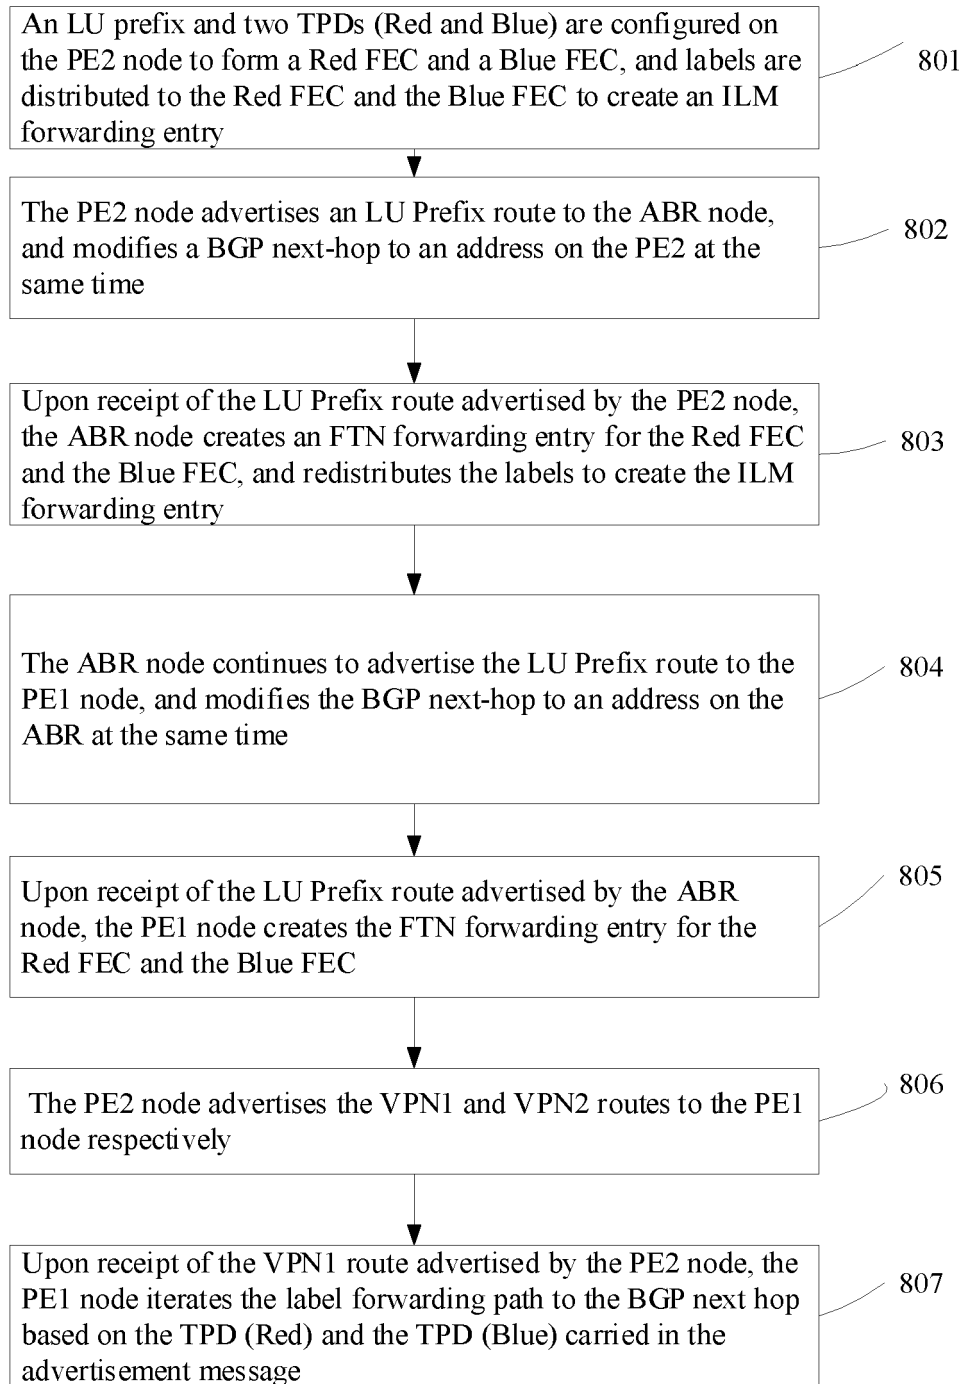 An LU prefix and two TPDs (Red and Blue) are configured on
the PE2 node to form a Red FEC and a Blue FEC, and labels are
distributed to the Red FEC and the Blue FEC to create an ILM
forwarding entry
801
The PE2 node advertises an LU Prefix route to the ABR node,
and modifies a BGP next-hop to an address on the PE2 at the
same time
802
Upon receipt of the LU Prefix route advertised by the PE2 node,
the ABR node creates an FTN forwarding entry for the Red FEC
and the Blue FEC, and redistributes the labels to create the ILM
forwarding entry
803
The ABR node continues to advertise the LU Prefix route to the
PE1 node, and modifies the BGP next-hop to an address on the
ABR at the same time
804
Upon receipt of the LU Prefix route advertised by the ABR
node, the PE1 node creates the FTN forwarding entry for the
Red FEC and the Blue FEC
805
The PE2 node advertises the VPN1 and VPN2 routes to the PE1
node respectively
806
Upon receipt of the VPN1 route advertised by the PE2 node, the
PE1 node iterates the label forwarding path to the BGP next hop
based on the TPD (Red) and the TPD (Blue) carried in the
advertisement message
807